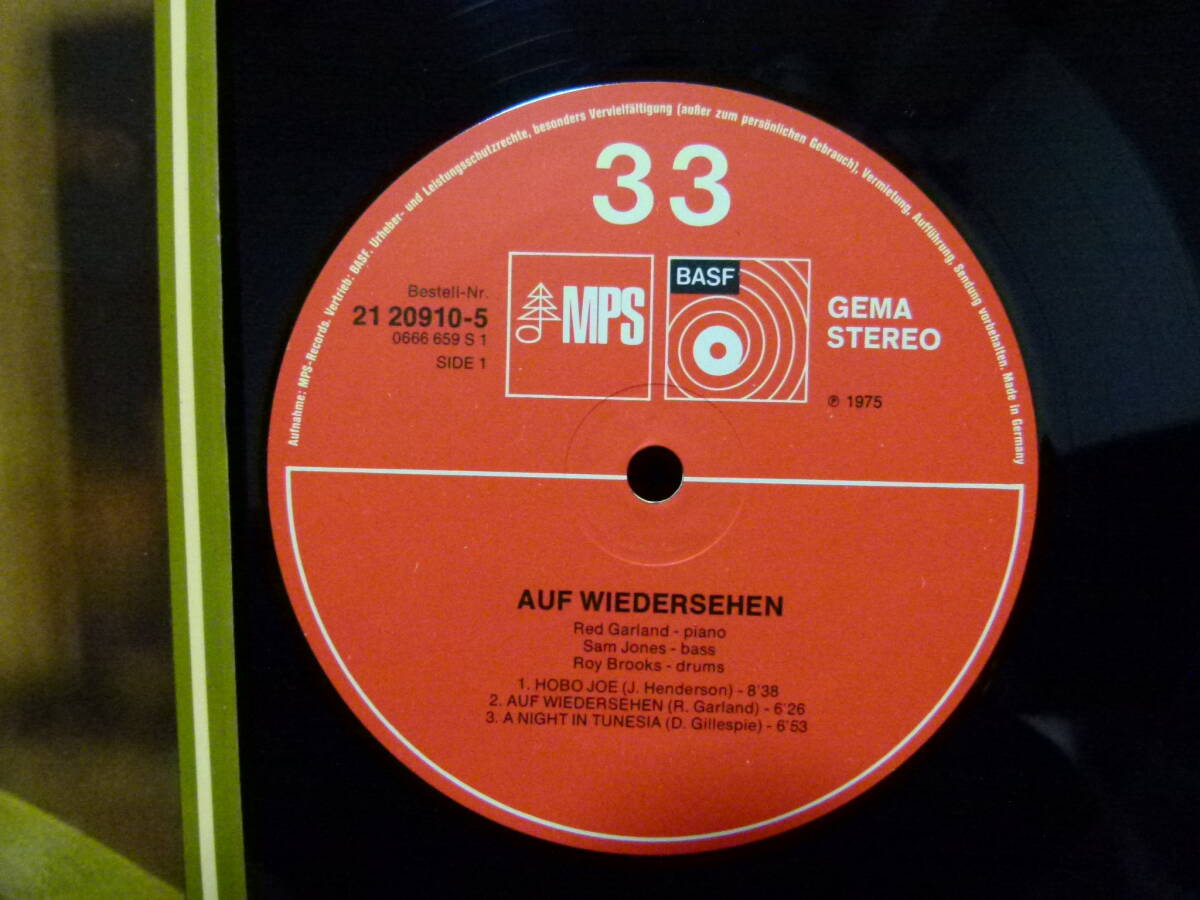 Aufnahme: MPS-Records. Vertrieb: BASF. Urheber- und Leistungsschutzrechte, besonders Vervielfältigung (außer zum persönlichen Gebrauch), Vermietung, Aufführung, Sendung vorbehalten. Made in Germany
33
Bestell-Nr.
21 20910-5
0666 659 S 1
SIDE 1
MPS
BASF
GEMA
STEREO
℗ 1975
AUF WIEDERSEHEN
Red Garland - piano
Sam Jones - bass
Roy Brooks - drums
1. HOBO JOE (J. Henderson) - 8'38
2. AUF WIEDERSEHEN (R. Garland) - 6'26
3. A NIGHT IN TUNESIA (D. Gillespie) - 6'53